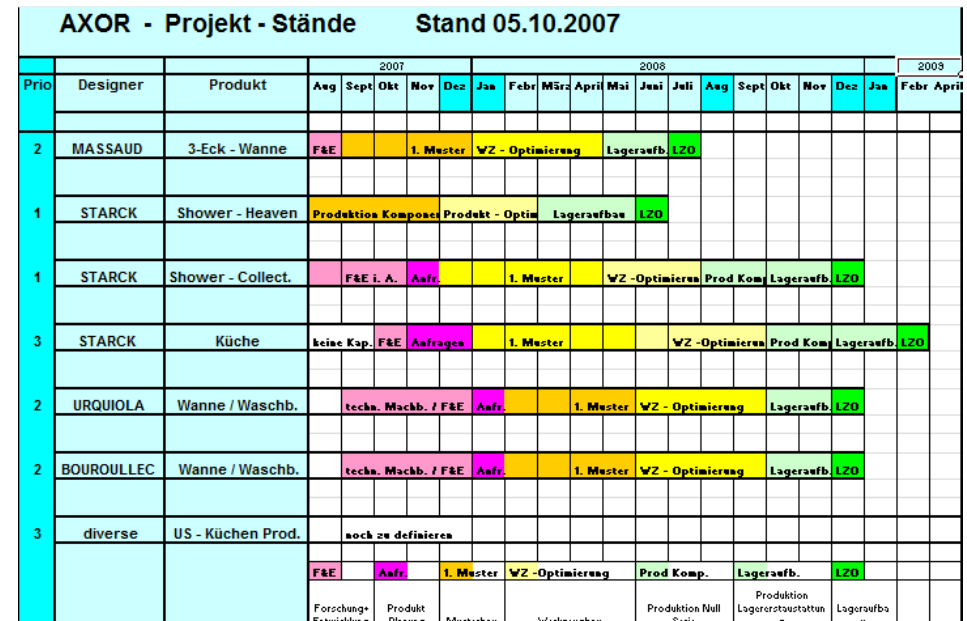 AXOR - Projekt - Stände Stand 05.10.2007
2007 2008 2009
Prio Designer Produkt Aug Sept Okt Nov Dez Jan Febr März April Mai Juni Juli Aug Sept Okt Nov Dez Jan Febr April
2 MASSAUD 3-Eck - Wanne F&E 1. Muster WZ - Optimierung Lageraufb. LZO
1 STARCK Shower - Heaven Produktion Komponen Produkt - Optim Lageraufbau LZO
1 STARCK Shower - Collect. F&E i. A. Anfr. 1. Muster WZ -Optimierun Prod Komp Lageraufb. LZO
3 STARCK Küche keine Kap. F&E Anfragen 1. Muster WZ -Optimierun Prod Komp Lageraufb. LZO
2 URQUIOLA Wanne / Waschb. techn. Machb. / F&E Anfr. 1. Muster WZ - Optimierung Lageraufb. LZO
2 BOUROULLEC Wanne / Waschb. techn. Machb. / F&E Anfr. 1. Muster WZ - Optimierung Lageraufb. LZO
3 diverse US - Küchen Prod. noch zu definieren
F&E Anfr. 1. Muster WZ -Optimierung Prod Komp. Lageraufb. LZO
Produktion
Forschung+ Produkt Produktion Null Lagererstaustattun Lageraufba